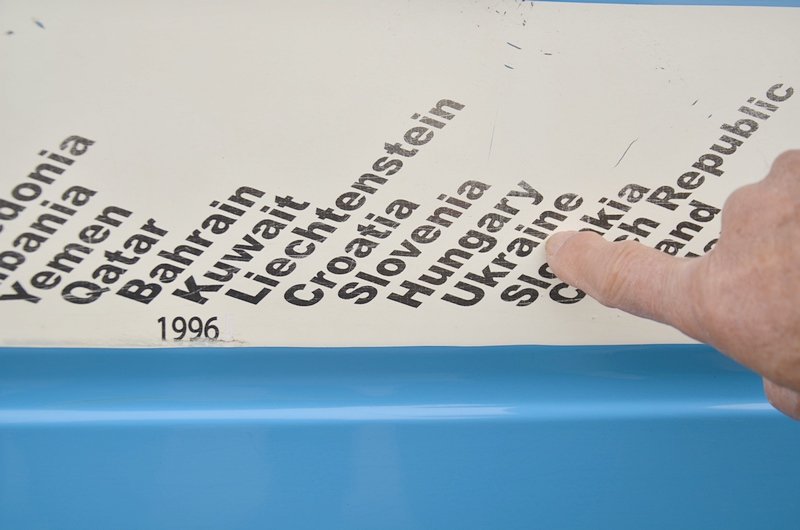 Yemen
Qatar
Bahrain
Kuwait
Liechtenstein
Croatia
Slovenia
Hungary
Ukraine
Republic
1996